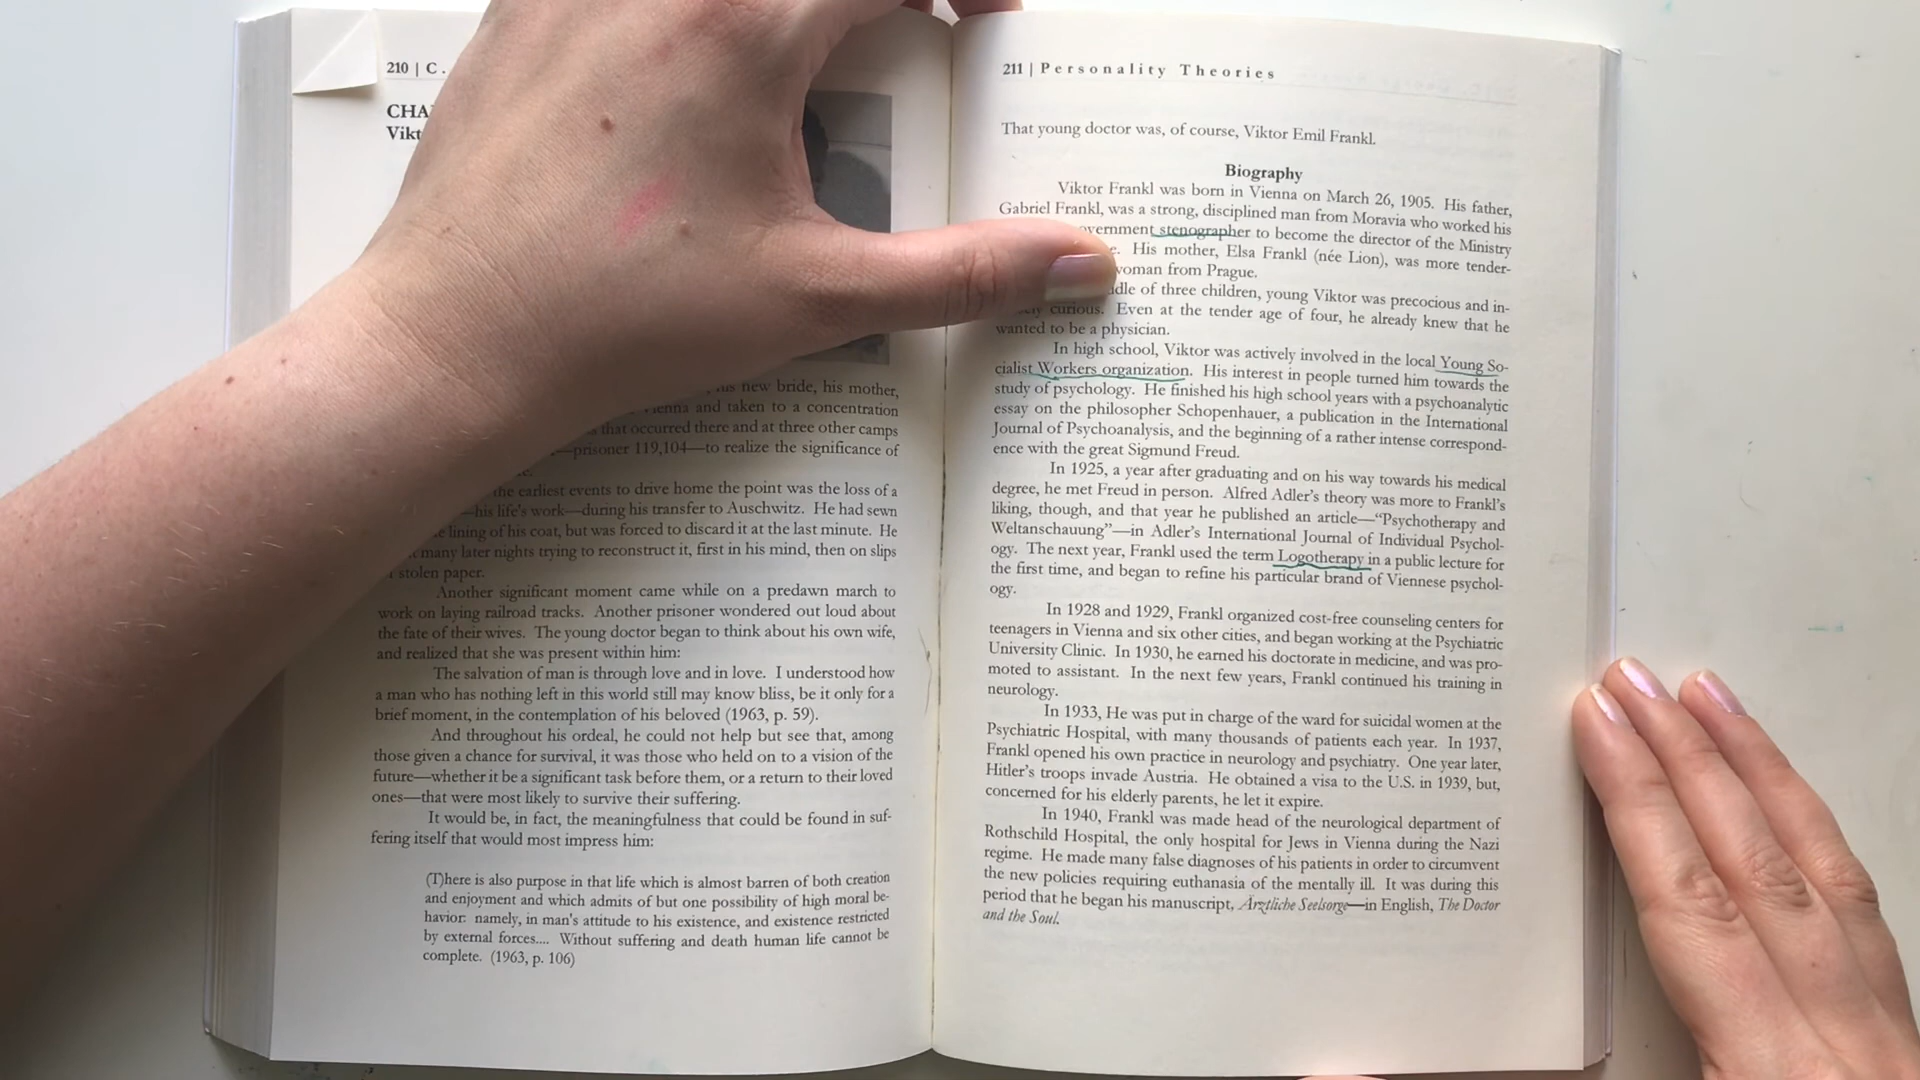 210 | C.
CHA
Vikt
new bride, his mother,
and taken to a concentration
that occurred there and at three other camps
—prisoner 119,104—to realize the significance of
the earliest events to drive home the point was the loss of a
—his life's work—during his transfer to Auschwitz. He had sewn
lining of his coat, but was forced to discard it at the last minute. He
many later nights trying to reconstruct it, first in his mind, then on slips
stolen paper.
Another significant moment came while on a predawn march to
work on laying railroad tracks. Another prisoner wondered out loud about
the fate of their wives. The young doctor began to think about his own wife,
and realized that she was present within him:
The salvation of man is through love and in love. I understood how
a man who has nothing left in this world still may know bliss, be it only for a
brief moment, in the contemplation of his beloved (1963, p. 59).
And throughout his ordeal, he could not help but see that, among
those given a chance for survival, it was those who held on to a vision of the
future—whether it be a significant task before them, or a return to their loved
ones—that were most likely to survive their suffering.
It would be, in fact, the meaningfulness that could be found in suf-
fering itself that would most impress him:
(T)here is also purpose in that life which is almost barren of both creation
and enjoyment and which admits of but one possibility of high moral be-
havior: namely, in man's attitude to his existence, and existence restricted
by external forces.... Without suffering and death human life cannot be
complete. (1963, p. 106)
211 | Personality Theories
That young doctor was, of course, Viktor Emil Frankl.
Biography
Viktor Frankl was born in Vienna on March 26, 1905. His father,
Gabriel Frankl, was a strong, disciplined man from Moravia who worked his
vernment stenographer to become the director of the Ministry
His mother, Elsa Frankl (née Lion), was more tender-
woman from Prague.
dle of three children, young Viktor was precocious and in-
curious. Even at the tender age of four, he already knew that he
wanted to be a physician.
In high school, Viktor was actively involved in the local Young So-
cialist Workers organization. His interest in people turned him towards the
study of psychology. He finished his high school years with a psychoanalytic
essay on the philosopher Schopenhauer, a publication in the International
Journal of Psychoanalysis, and the beginning of a rather intense correspond-
ence with the great Sigmund Freud.
In 1925, a year after graduating and on his way towards his medical
degree, he met Freud in person. Alfred Adler's theory was more to Frankl's
liking, though, and that year he published an article—“Psychotherapy and
Weltanschauung”—in Adler's International Journal of Individual Psychol-
ogy. The next year, Frankl used the term Logotherapy in a public lecture for
the first time, and began to refine his particular brand of Viennese psychol-
ogy.
In 1928 and 1929, Frankl organized cost-free counseling centers for
teenagers in Vienna and six other cities, and began working at the Psychiatric
University Clinic. In 1930, he earned his doctorate in medicine, and was pro-
moted to assistant. In the next few years, Frankl continued his training in
neurology.
In 1933, He was put in charge of the ward for suicidal women at the
Psychiatric Hospital, with many thousands of patients each year. In 1937,
Frankl opened his own practice in neurology and psychiatry. One year later,
Hitler's troops invade Austria. He obtained a visa to the U.S. in 1939, but,
concerned for his elderly parents, he let it expire.
In 1940, Frankl was made head of the neurological department of
Rothschild Hospital, the only hospital for Jews in Vienna during the Nazi
regime. He made many false diagnoses of his patients in order to circumvent
the new policies requiring euthanasia of the mentally ill. It was during this
period that he began his manuscript, Ärztliche Seelsorge—in English, The Doctor
and the Soul.